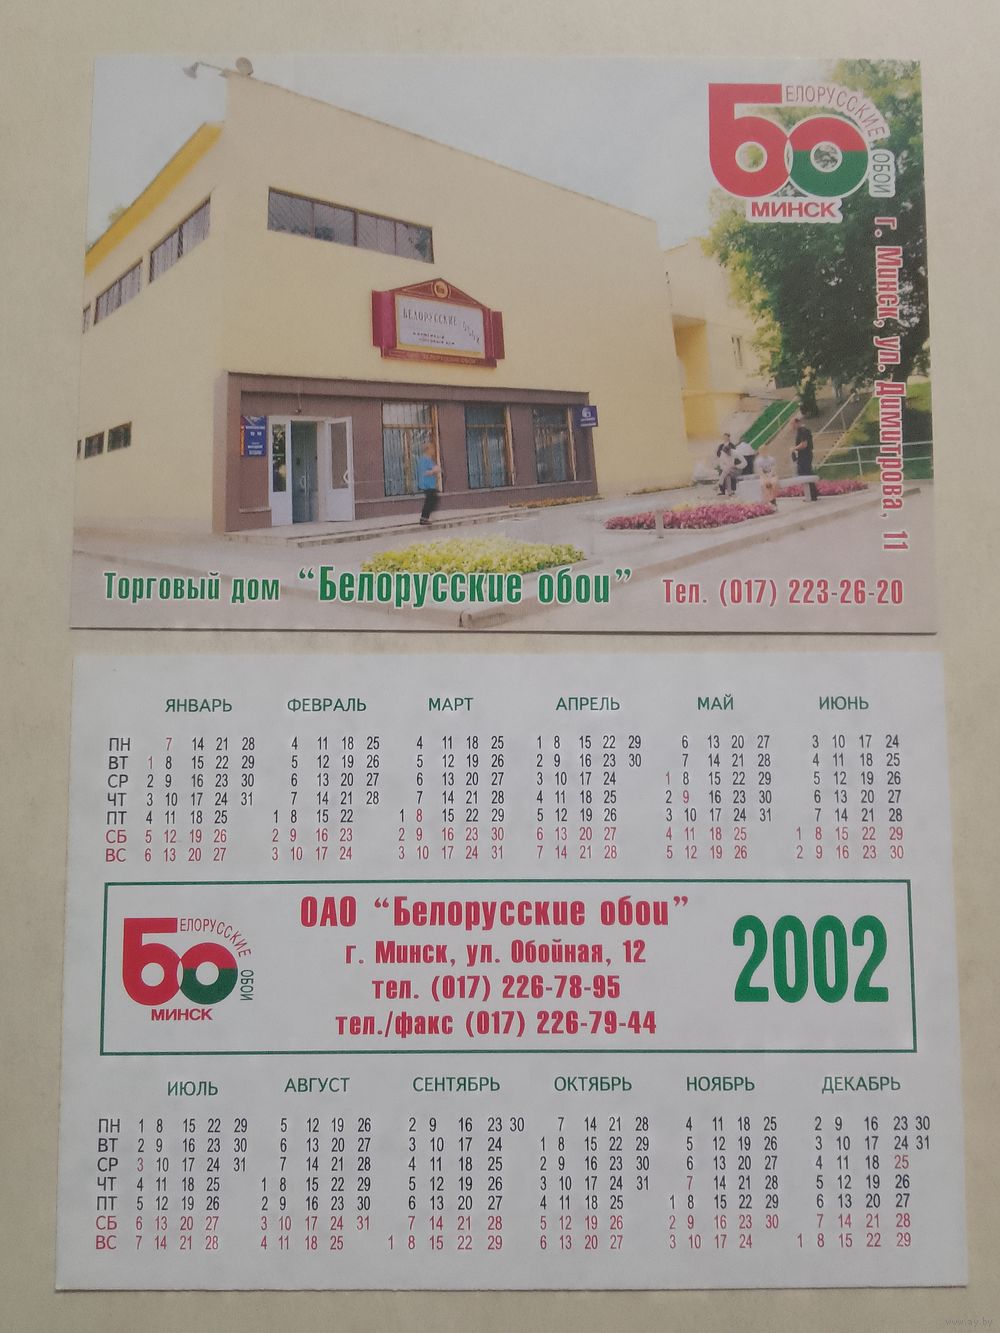 БЕЛОРУССКИЕ ОБОИ
МИНСК
г. Минск, ул. Димитрова, 11
БЕЛОРУССКИЕ
Торговый дом "Белорусские обои" Тел. (017) 223-26-20
ЯНВАРЬ ФЕВРАЛЬ МАРТ АПРЕЛЬ МАЙ ИЮНЬ
ПН 7 14 21 28 4 11 18 25 4 11 18 25 1 8 15 22 29 6 13 20 27 3 10 17 24
ВТ 1 8 15 22 29 5 12 19 26 5 12 19 26 2 9 16 23 30 7 14 21 28 4 11 18 25
СР 2 9 16 23 30 6 13 20 27 6 13 20 27 3 10 17 24 1 8 15 22 29 5 12 19 26
ЧТ 3 10 17 24 31 7 14 21 28 7 14 21 28 4 11 18 25 2 9 16 23 30 6 13 20 27
ПТ 4 11 18 25 1 8 15 22 1 8 15 22 29 5 12 19 26 3 10 17 24 31 7 14 21 28
СБ 5 12 19 26 2 9 16 23 2 9 16 23 30 6 13 20 27 4 11 18 25 1 8 15 22 29
ВС 6 13 20 27 3 10 17 24 3 10 17 24 31 7 14 21 28 5 12 19 26 2 9 16 23 30
БЕЛОРУССКИЕ ОБОИ
МИНСК
ОАО "Белорусские обои"
г. Минск, ул. Обойная, 12
тел. (017) 226-78-95
тел./факс (017) 226-79-44
2002
ИЮЛЬ АВГУСТ СЕНТЯБРЬ ОКТЯБРЬ НОЯБРЬ ДЕКАБРЬ
ПН 1 8 15 22 29 5 12 19 26 2 9 16 23 30 7 14 21 28 4 11 18 25 2 9 16 23 30
ВТ 2 9 16 23 30 6 13 20 27 3 10 17 24 1 8 15 22 29 5 12 19 26 3 10 17 24 31
СР 3 10 17 24 31 7 14 21 28 4 11 18 25 2 9 16 23 30 6 13 20 27 4 11 18 25
ЧТ 4 11 18 25 1 8 15 22 29 5 12 19 26 3 10 17 24 31 7 14 21 28 5 12 19 26
ПТ 5 12 19 26 2 9 16 23 30 6 13 20 27 4 11 18 25 1 8 15 22 29 6 13 20 27
СБ 6 13 20 27 3 10 17 24 31 7 14 21 28 5 12 19 26 2 9 16 23 30 7 14 21 28
ВС 7 14 21 28 4 11 18 25 1 8 15 22 29 6 13 20 27 3 10 17 24 1 8 15 22 29
www.ay.by